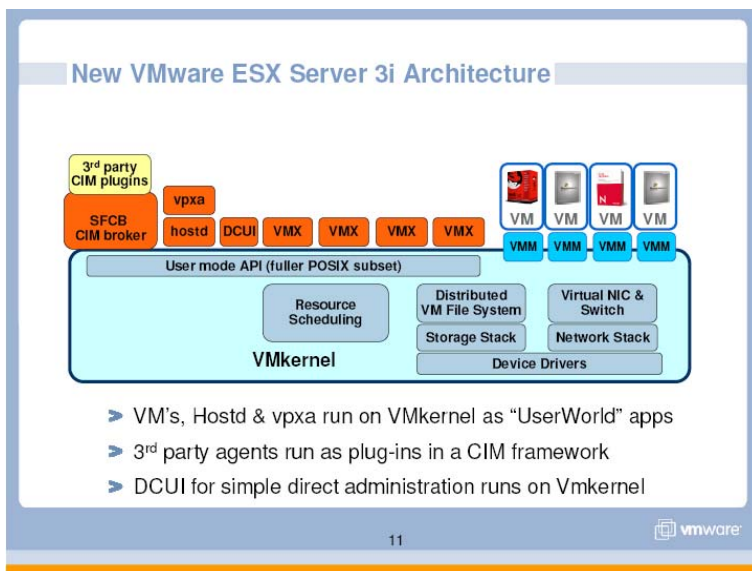 New VMware ESX Server 3i Architecture
3rd party
CIM plugins
SFCB
CIM broker
vpxa
hostd
DCUI
VMX
VMX
VMX
VMX
VM
VM
VM
VM
VMM
VMM
VMM
VMM
User mode API (fuller POSIX subset)
Resource
Scheduling
Distributed
VM File System
Virtual NIC &
Switch
Storage Stack
Network Stack
VMkernel
Device Drivers
VM's, Hostd & vpxa run on VMkernel as “UserWorld” apps
3rd party agents run as plug-ins in a CIM framework
DCUI for simple direct administration runs on Vmkernel
11
vmware